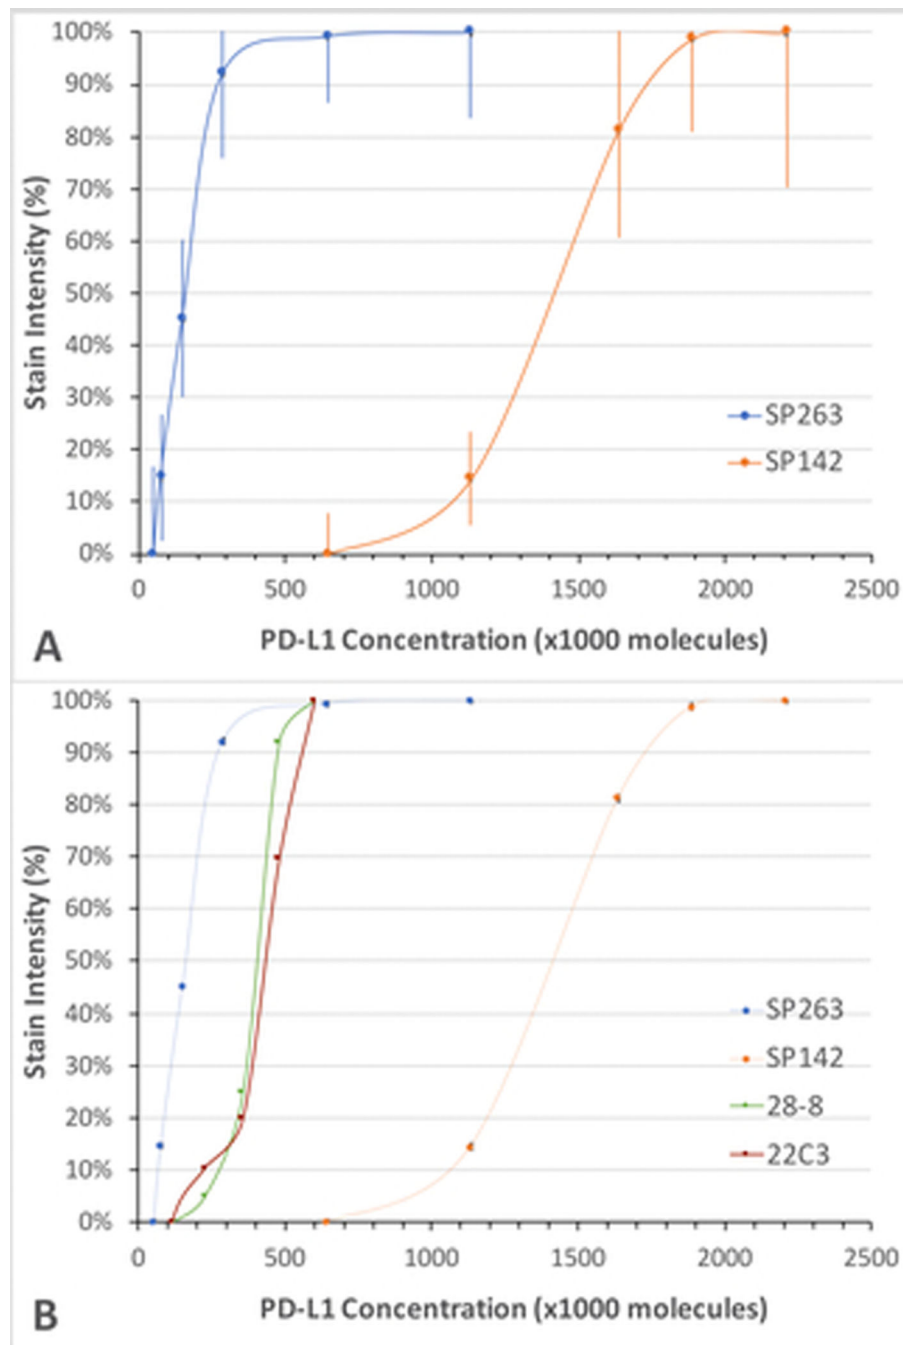 100%
90%
80%
70%
60%
50%
40%
30%
20%
10%
0%
Stain Intensity (%)
SP263
SP142
0 500 1000 1500 2000 2500
PD-L1 Concentration (x1000 molecules)
A
100%
90%
80%
70%
60%
50%
40%
30%
20%
10%
0%
Stain Intensity (%)
SP263
SP142
28-8
22C3
0 500 1000 1500 2000 2500
PD-L1 Concentration (x1000 molecules)
B